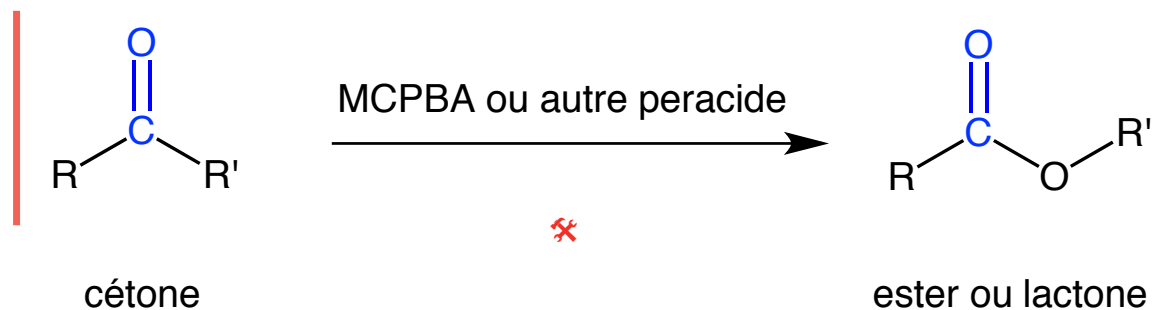 O
C
R
R'
MCPBA ou autre peracide
O
C
R
O
R'
cétone
ester ou lactone